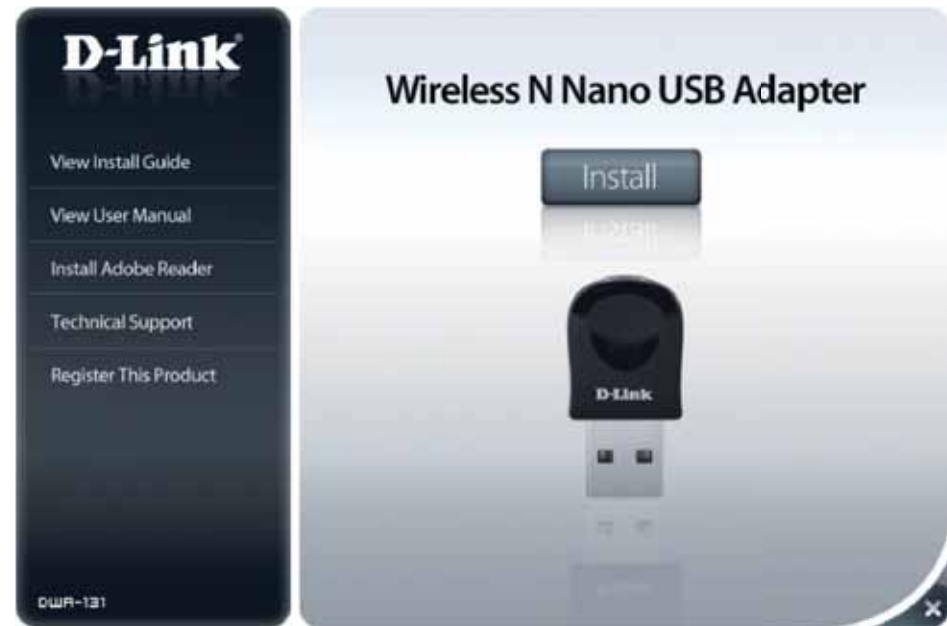 D-Link
View Install Guide
View User Manual
Install Adobe Reader
Technical Support
Register This Product
DWA-131
Wireless N Nano USB Adapter
Install
D-Link